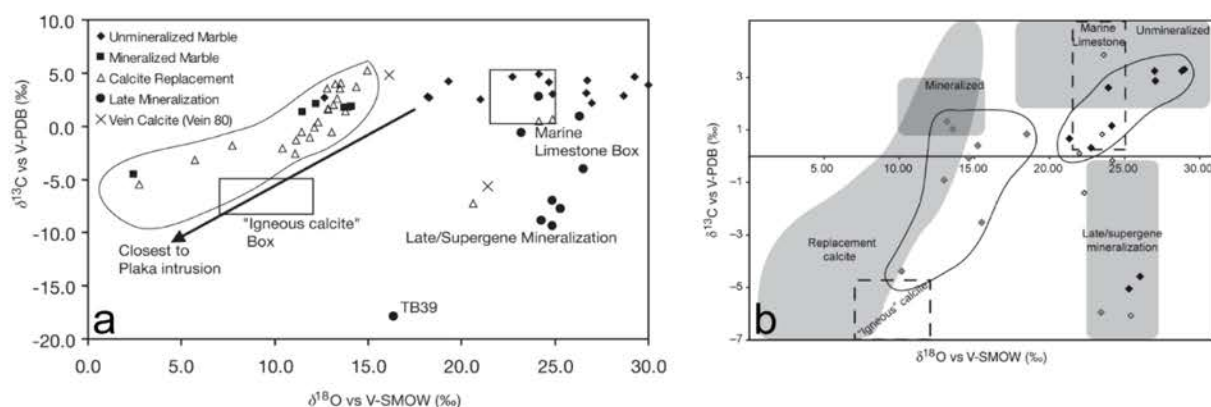 10.0
5.0
0.0
-5.0
-10.0
-15.0
-20.0
δ13C vs V-PDB (‰)
Unmineralized Marble
Mineralized Marble
Calcite Replacement
Late Mineralization
Vein Calcite (Vein 80)
Marine
Limestone Box
"Igneous calcite"
Box
Closest to
Plaka intrusion
Late/Supergene Mineralization
TB39
a
0.0
5.0
10.0
15.0
20.0
25.0
30.0
δ18O vs V-SMOW (‰)
3
1
-1
-3
-5
-7
δ13C vs V-PDB (‰)
Marine
Limestone
Unmineralized
Mineralized
5.00
10.00
15.00
20.00
25.00
30.00
Replacement
calcite
Late/supergene
mineralization
"Igneous" calcite
b
δ18O vs V-SMOW (‰)